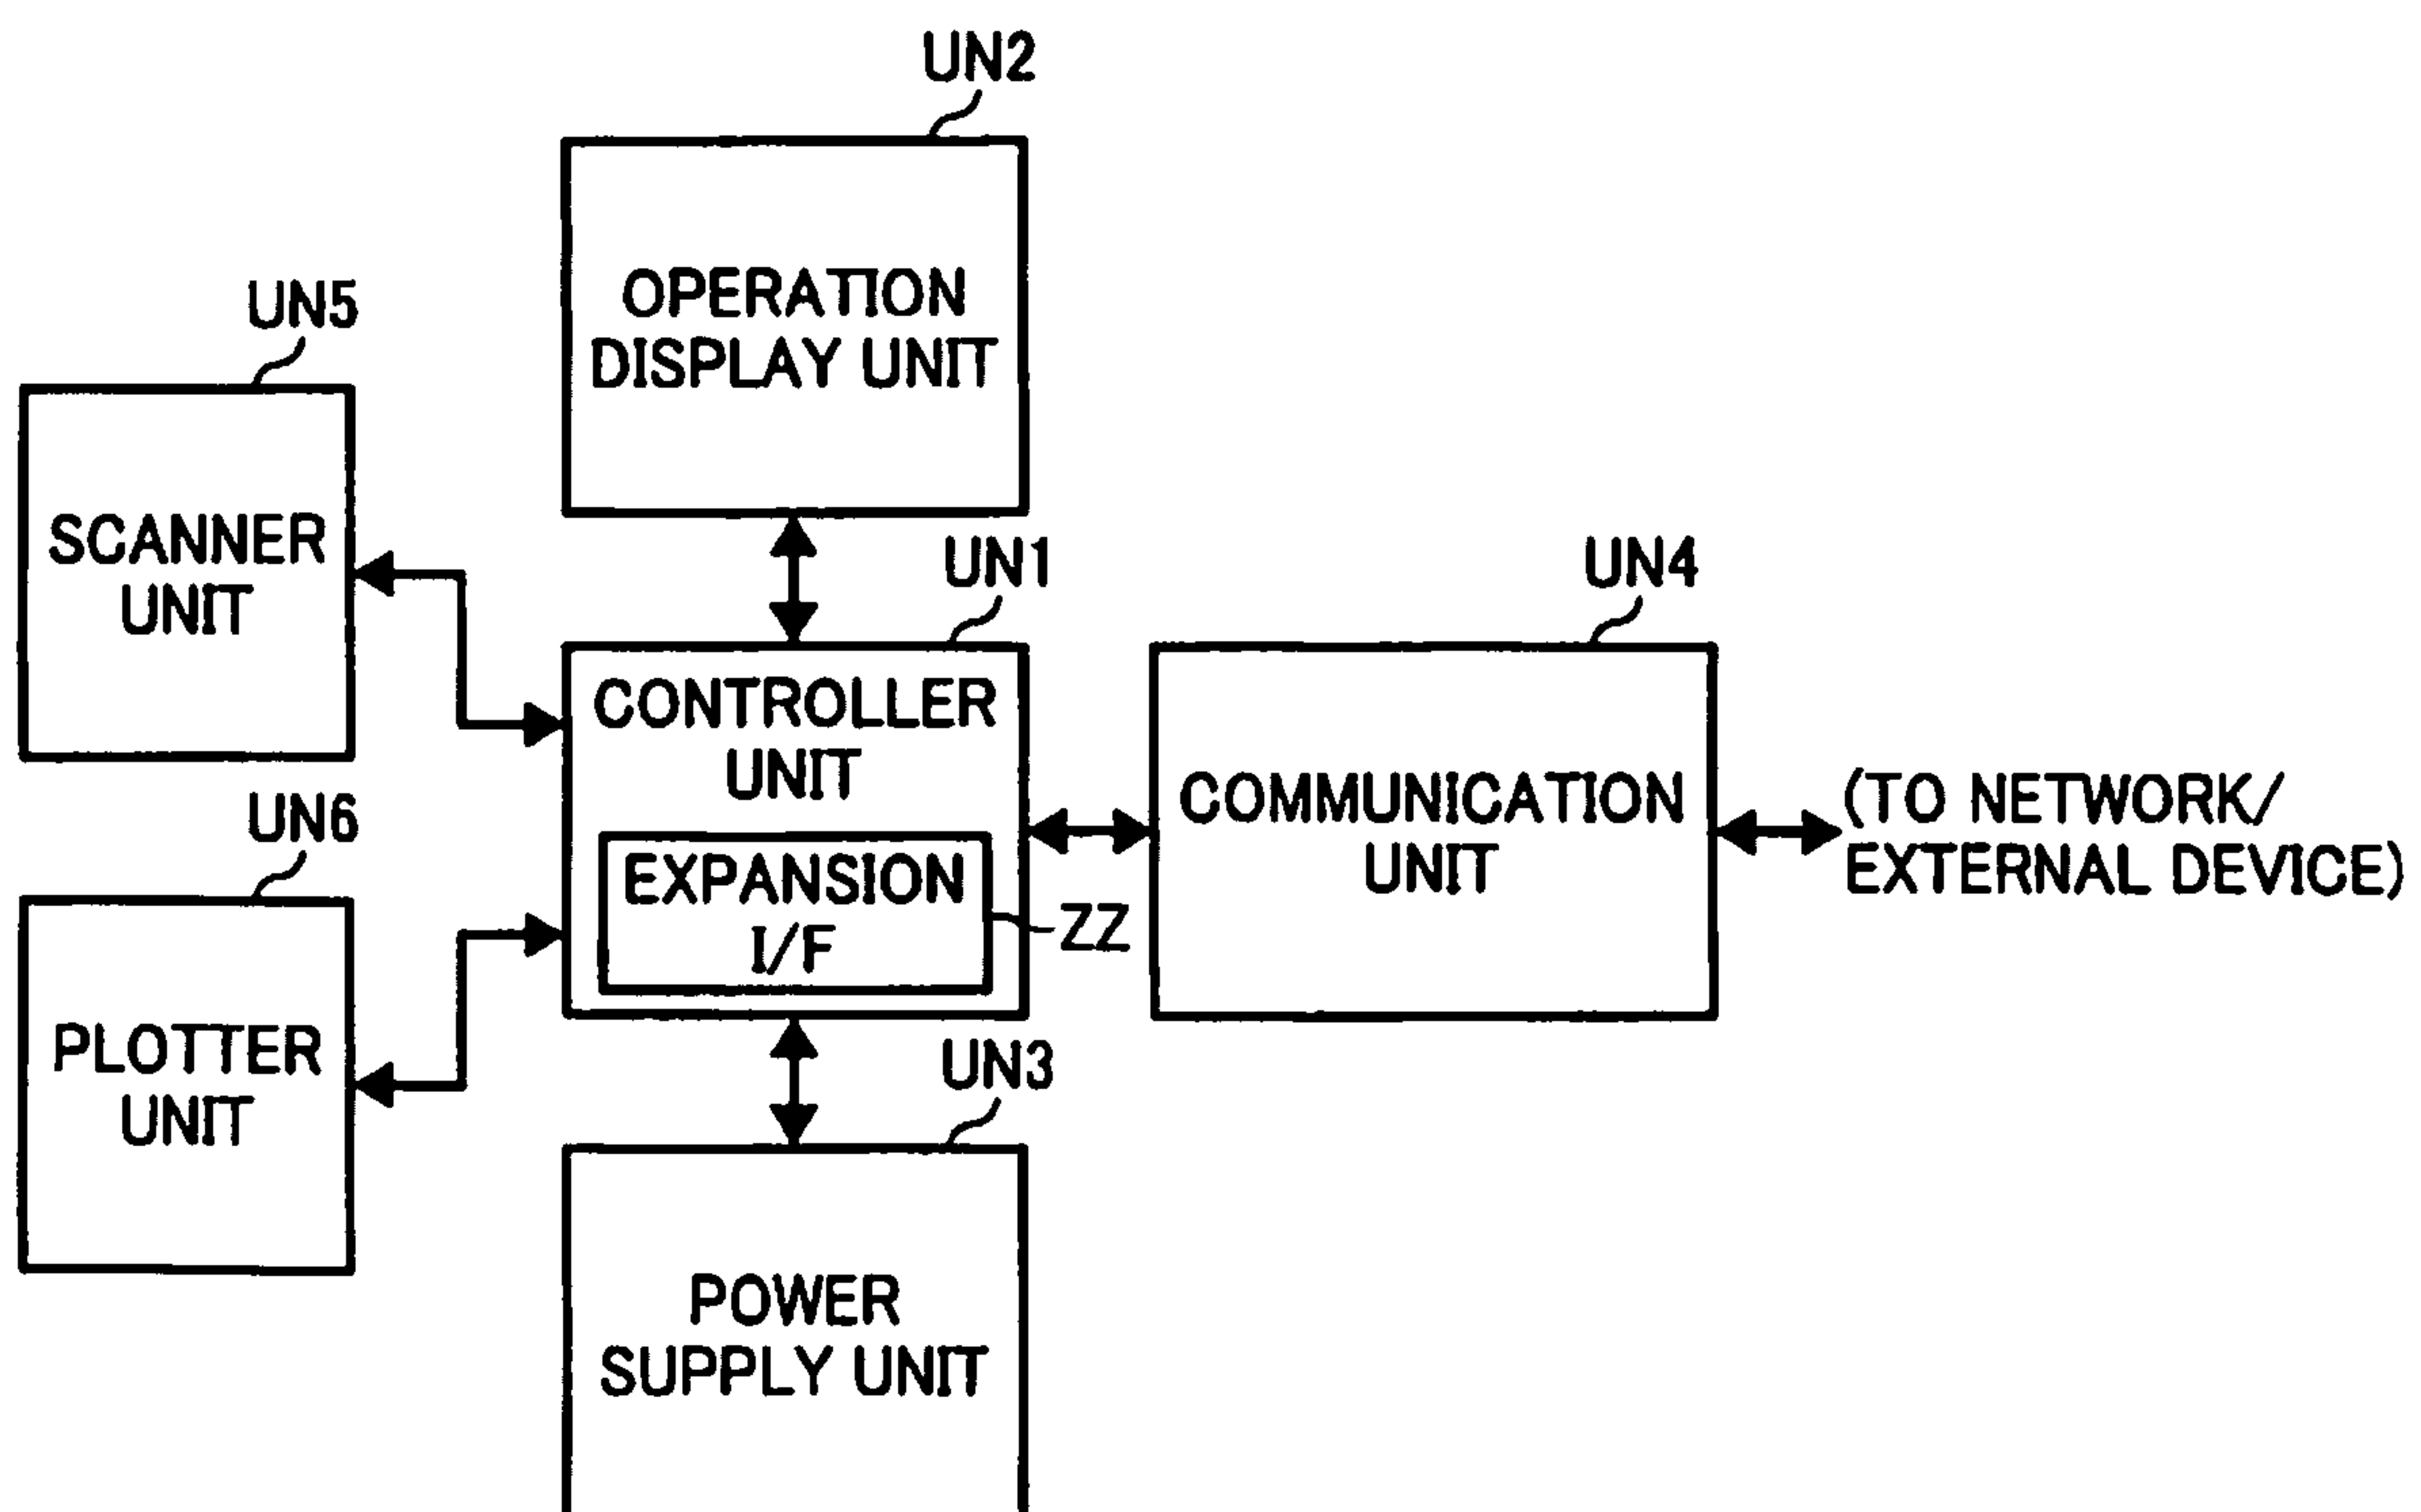 UN2
OPERATION
DISPLAY UNIT
UN5
SCANNER
UNIT
UN1
CONTROLLER
UNIT
EXPANSION
I/F
ZZ
UN4
COMMUNICATION
UNIT
(TO NETWORK/
EXTERNAL DEVICE)
UN6
PLOTTER
UNIT
UN3
POWER
SUPPLY UNIT